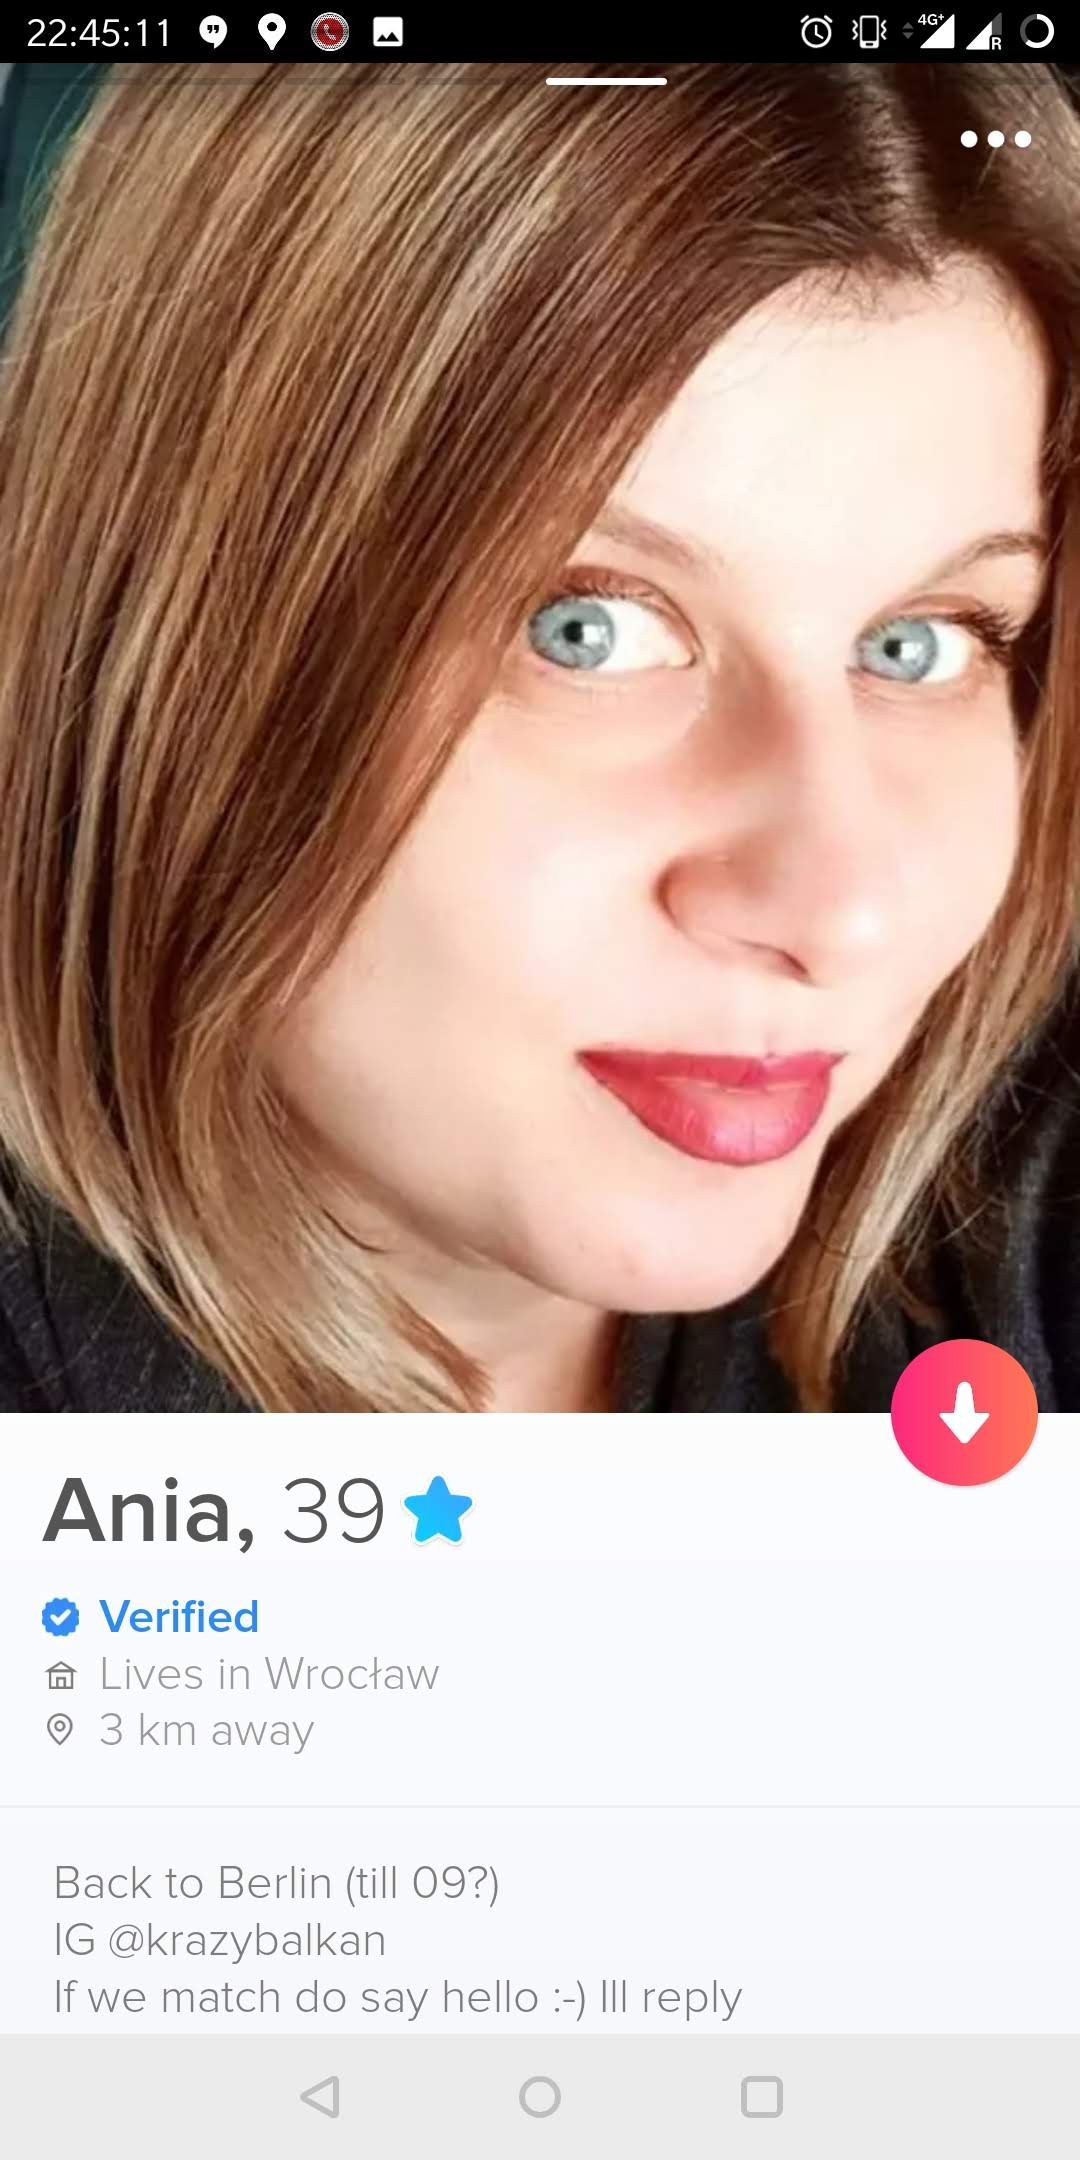 22:45:11
4G+
R
Ania, 39
Verified
Lives in Wrocław
3 km away
Back to Berlin (till 09?)
IG @krazybalkan
If we match do say hello :-) Ill reply